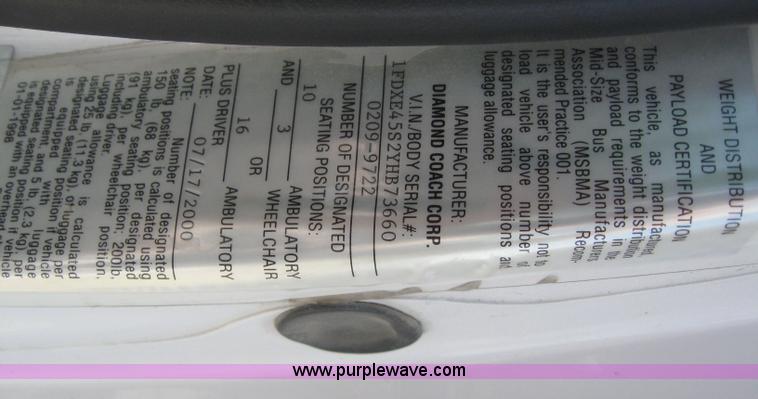 WEIGHT DISTRIBUTION
AND
PAYLOAD CERTIFICATION
This vehicle, as manufactured
conforms to the weight distribution
and payload requirements in the
Mid-Size Bus Manufacturers
Association (MSBMA) Recom-
mended Practice 001.
It is the user's responsibility not to
load vehicle above number of
designated seating positions and
luggage allowance.
MANUFACTURER:
DIAMOND COACH CORP.
V.I.N./BODY SERIAL#:
0209-9722
1FDXE45S2YHB73660
NUMBER OF DESIGNATED
SEATING POSITIONS:
10 AMBULATORY
AND 3 WHEELCHAIR
OR
16 AMBULATORY
PLUS DRIVER
DATE: 07/17/2000
NOTE: Number of designated
seating positions is calculated using
150 lb. (68 kg). per designated
ambulatory seating position; 200lb.
(91 kg), per wheelchair position,
including driver.
Luggage allowance is calculated
using 25 lb. (11.3 kg), of luggage per
designated seating position if vehicle
is equipped with luggage
compartment and 5 lb. (2.3 kg), per
designated position if vehicle
is equipped with an overhead
01-01-1998
www.purplewave.com